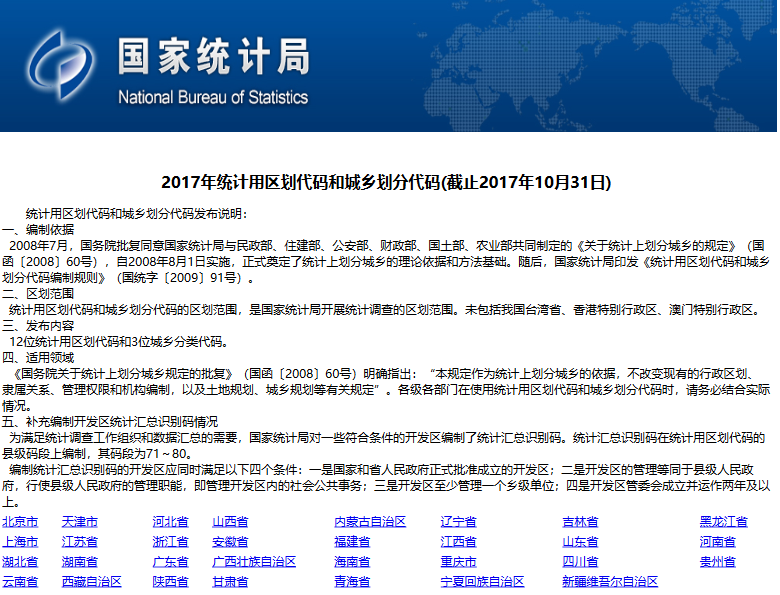 国家统计局
National Bureau of Statistics
2017年统计用区划代码和城乡划分代码(截止2017年10月31日)
统计用区划代码和城乡划分代码发布说明：
一、编制依据
2008年7月，国务院批复同意国家统计局与民政部、住建部、公安部、财政部、国土部、农业部共同制定的《关于统计上划分城乡的规定》（国
函〔2008〕60号），自2008年8月1日实施，正式奠定了统计上划分城乡的理论依据和方法基础。随后，国家统计局印发《统计用区划代码和城乡
划分代码编制规则》（国统字〔2009〕91号）。
二、区划范围
统计用区划代码和城乡划分代码的区划范围，是国家统计局开展统计调查的区划范围。未包括我国台湾省、香港特别行政区、澳门特别行政区。
三、发布内容
12位统计用区划代码和3位城乡分类代码。
四、适用领域
《国务院关于统计上划分城乡规定的批复》（国函〔2008〕60号）明确指出：“本规定作为统计上划分城乡的依据，不改变现有的行政区划、
隶属关系、管理权限和机构编制，以及土地规划、城乡规划等有关规定”。各级各部门在使用统计用区划代码和城乡划分代码时，请务必结合实际
情况。
五、补充编制开发区统计汇总识别码情况
为满足统计调查工作组织和数据汇总的需要，国家统计局对一些符合条件的开发区编制了统计汇总识别码。统计汇总识别码在统计用区划代码的
县级码段上编制，其码段为71～80。
编制统计汇总识别码的开发区应同时满足以下四个条件：一是国家和省人民政府正式批准成立的开发区；二是开发区的管理等同于县级人民政
府，行使县级人民政府的管理职能，即管理开发区内的社会公共事务；三是开发区至少管理一个乡级单位；四是开发区管委会成立并运作两年及以
上。
北京市 天津市 河北省 山西省 内蒙古自治区 辽宁省 吉林省 黑龙江省
上海市 江苏省 浙江省 安徽省 福建省 江西省 山东省 河南省
湖北省 湖南省 广东省 广西壮族自治区 海南省 重庆市 四川省 贵州省
云南省 西藏自治区 陕西省 甘肃省 青海省 宁夏回族自治区 新疆维吾尔自治区